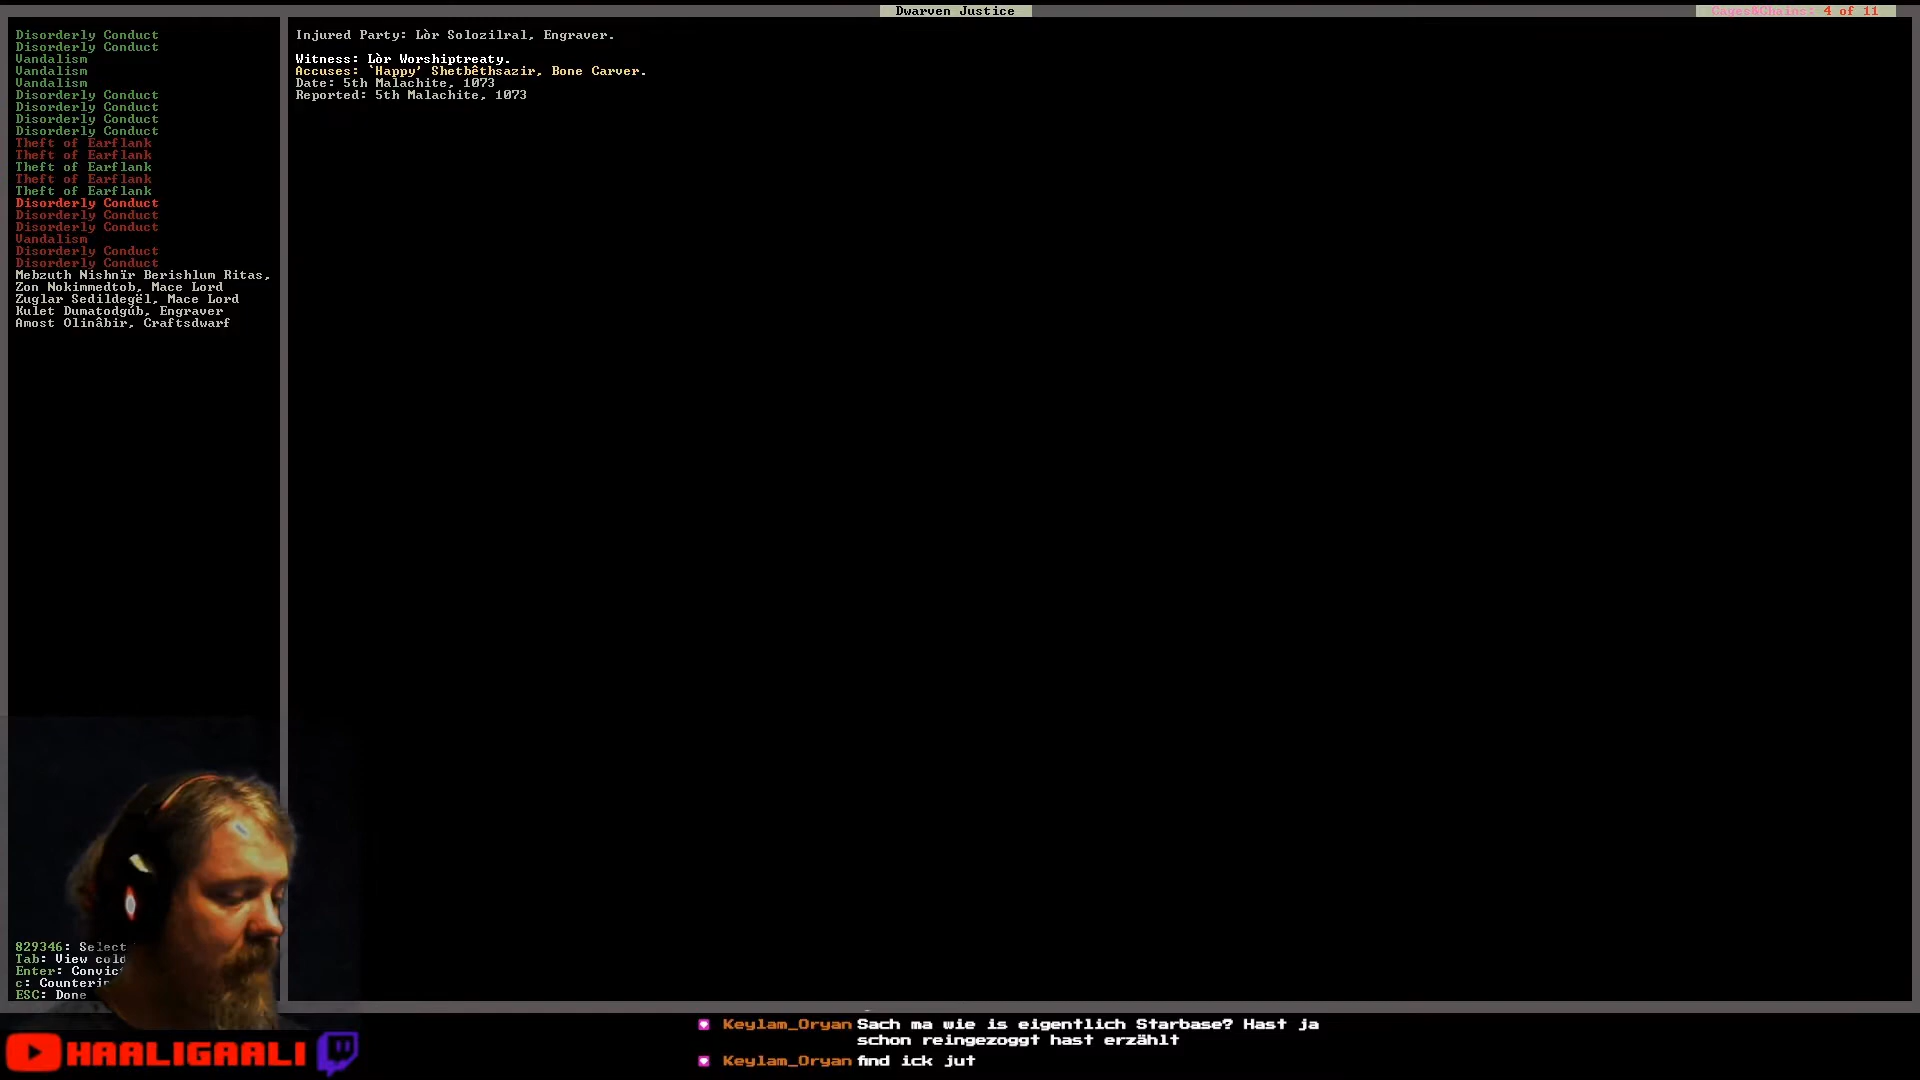 Dwarven Justice
Cages&Chains: 4 of 11
Disorderly Conduct
Disorderly Conduct
Vandalism
Vandalism
Vandalism
Disorderly Conduct
Disorderly Conduct
Disorderly Conduct
Disorderly Conduct
Theft of Earflank
Theft of Earflank
Theft of Earflank
Theft of Earflank
Theft of Earflank
Disorderly Conduct
Disorderly Conduct
Disorderly Conduct
Vandalism
Disorderly Conduct
Disorderly Conduct
Mebzuth Nishnïr Berishlum Ritas,
Zon Nokimmedtob, Mace Lord
Zuglar Sedildegël, Mace Lord
Kulet Dumatodgúb, Engraver
Amost Olinâbir, Craftsdwarf
Injured Party: Lòr Solozilral, Engraver.
Witness: Lòr Worshiptreaty.
Accuses: `Happy' Shetbêthsazir, Bone Carver.
Date: 5th Malachite, 1073
Reported: 5th Malachite, 1073
829346: Select
Tab: View cold
Enter: Convic
c: Counterin
ESC: Done
HAALIGAALI
Keylam_Oryan Sach ma wie is eigentlich Starbase? Hast ja
schon reingezoggt hast erzählt
Keylam_Oryan find ick jut